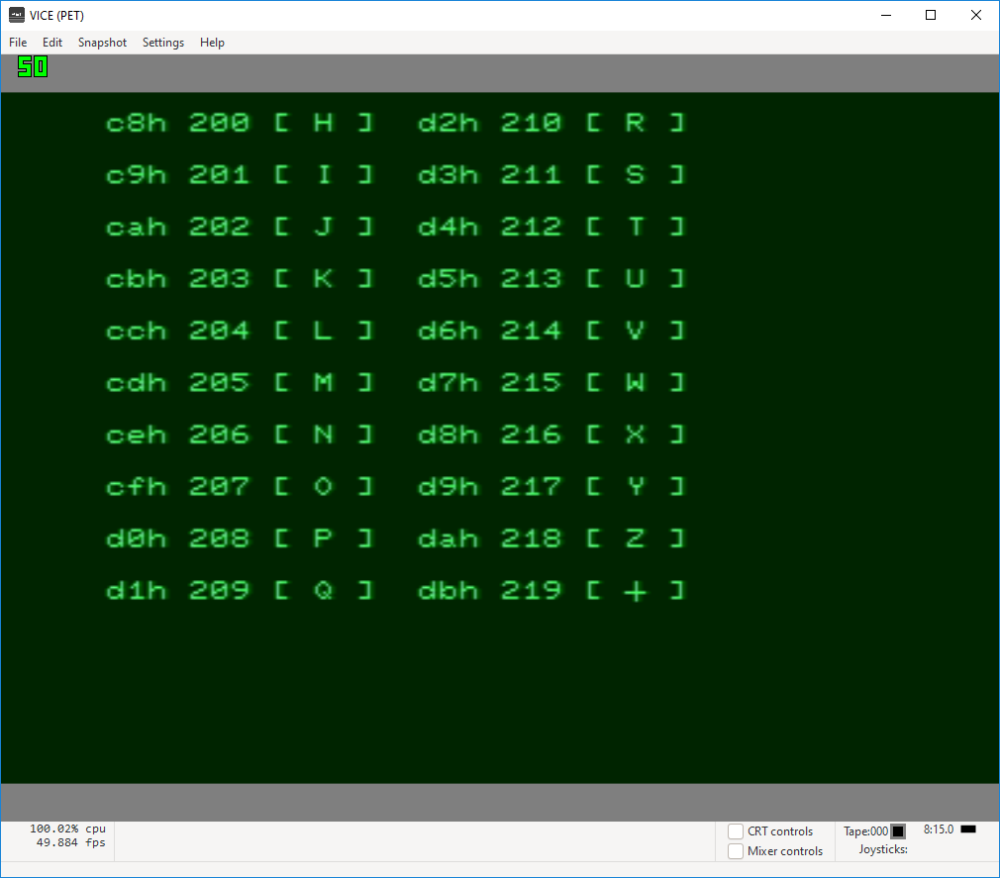 VICE (PET)
File Edit Snapshot Settings Help
50
c8h 200 [ H ] d2h 210 [ R ]
c9h 201 [ I ] d3h 211 [ S ]
cah 202 [ J ] d4h 212 [ T ]
cbh 203 [ K ] d5h 213 [ U ]
cch 204 [ L ] d6h 214 [ V ]
cdh 205 [ M ] d7h 215 [ W ]
ceh 206 [ N ] d8h 216 [ X ]
cfh 207 [ O ] d9h 217 [ Y ]
d0h 208 [ P ] dah 218 [ Z ]
d1h 209 [ Q ] dbh 219 [ + ]
100.02% cpu CRT controls Tape:000 8:15.0
49.884 fps Mixer controls Joysticks: